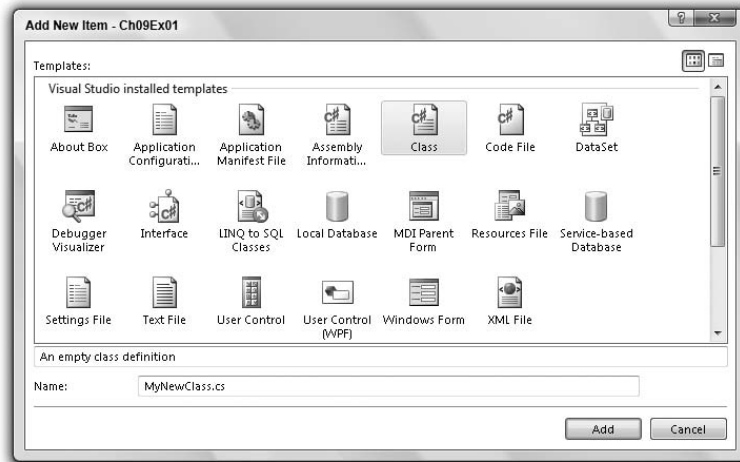 Add New Item - Ch09Ex01
Templates:
Visual Studio installed templates
About Box
Application
Configurati...
Application
Manifest File
Assembly
Informati...
Class
Code File
DataSet
Debugger
Visualizer
Interface
LINQ to SQL
Classes
Local Database
MDI Parent
Form
Resources File
Service-based
Database
Settings File
Text File
User Control
User Control
(WPF)
Windows Form
XML File
An empty class definition
Name:
MyNewClass.cs
Add
Cancel